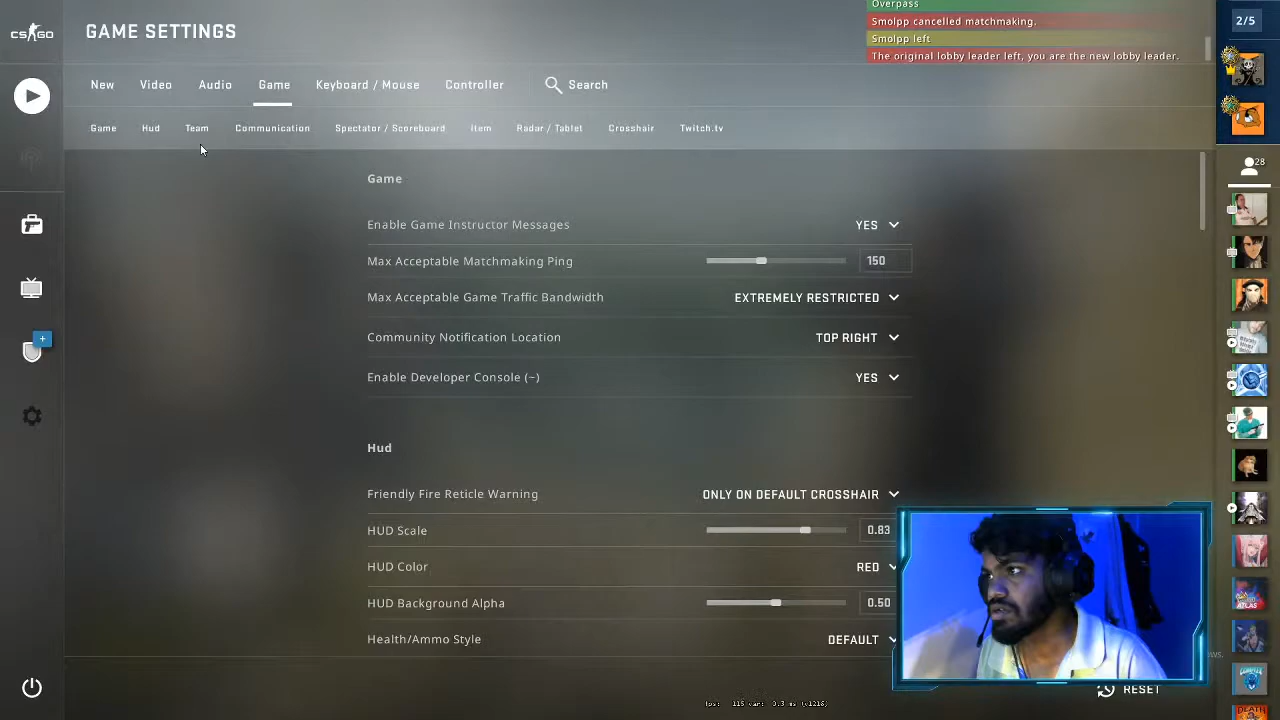 Overpass
Smolpp cancelled matchmaking.
Smolpp left
The original lobby leader left, you are the new lobby leader.
2/5
CS:GO
GAME SETTINGS
New Video Audio Game Keyboard / Mouse Controller Search
Game Hud Team Communication Spectator / Scoreboard Item Radar / Tablet Crosshair Twitch.tv
28
Game
Enable Game Instructor Messages YES
Max Acceptable Matchmaking Ping 150
Max Acceptable Game Traffic Bandwidth EXTREMELY RESTRICTED
Community Notification Location TOP RIGHT
Enable Developer Console (~) YES
Hud
Friendly Fire Reticle Warning ONLY ON DEFAULT CROSSHAIR
HUD Scale 0.83
HUD Color RED
HUD Background Alpha 0.50
Health/Ammo Style DEFAULT
RESET
ATLAS
DEATH